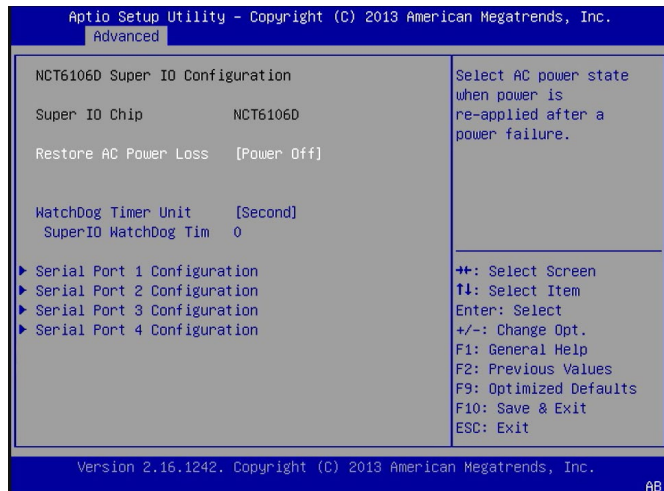 Aptio Setup Utility – Copyright (C) 2013 American Megatrends, Inc.
Advanced
NCT6106D Super IO Configuration
Super IO Chip NCT6106D
Restore AC Power Loss [Power Off]
WatchDog Timer Unit [Second]
SuperIO WatchDog Tim 0
▶ Serial Port 1 Configuration
▶ Serial Port 2 Configuration
▶ Serial Port 3 Configuration
▶ Serial Port 4 Configuration
Select AC power state
when power is
re-applied after a
power failure.
→←: Select Screen
↑↓: Select Item
Enter: Select
+/-: Change Opt.
F1: General Help
F2: Previous Values
F9: Optimized Defaults
F10: Save & Exit
ESC: Exit
Version 2.16.1242. Copyright (C) 2013 American Megatrends, Inc.
AB